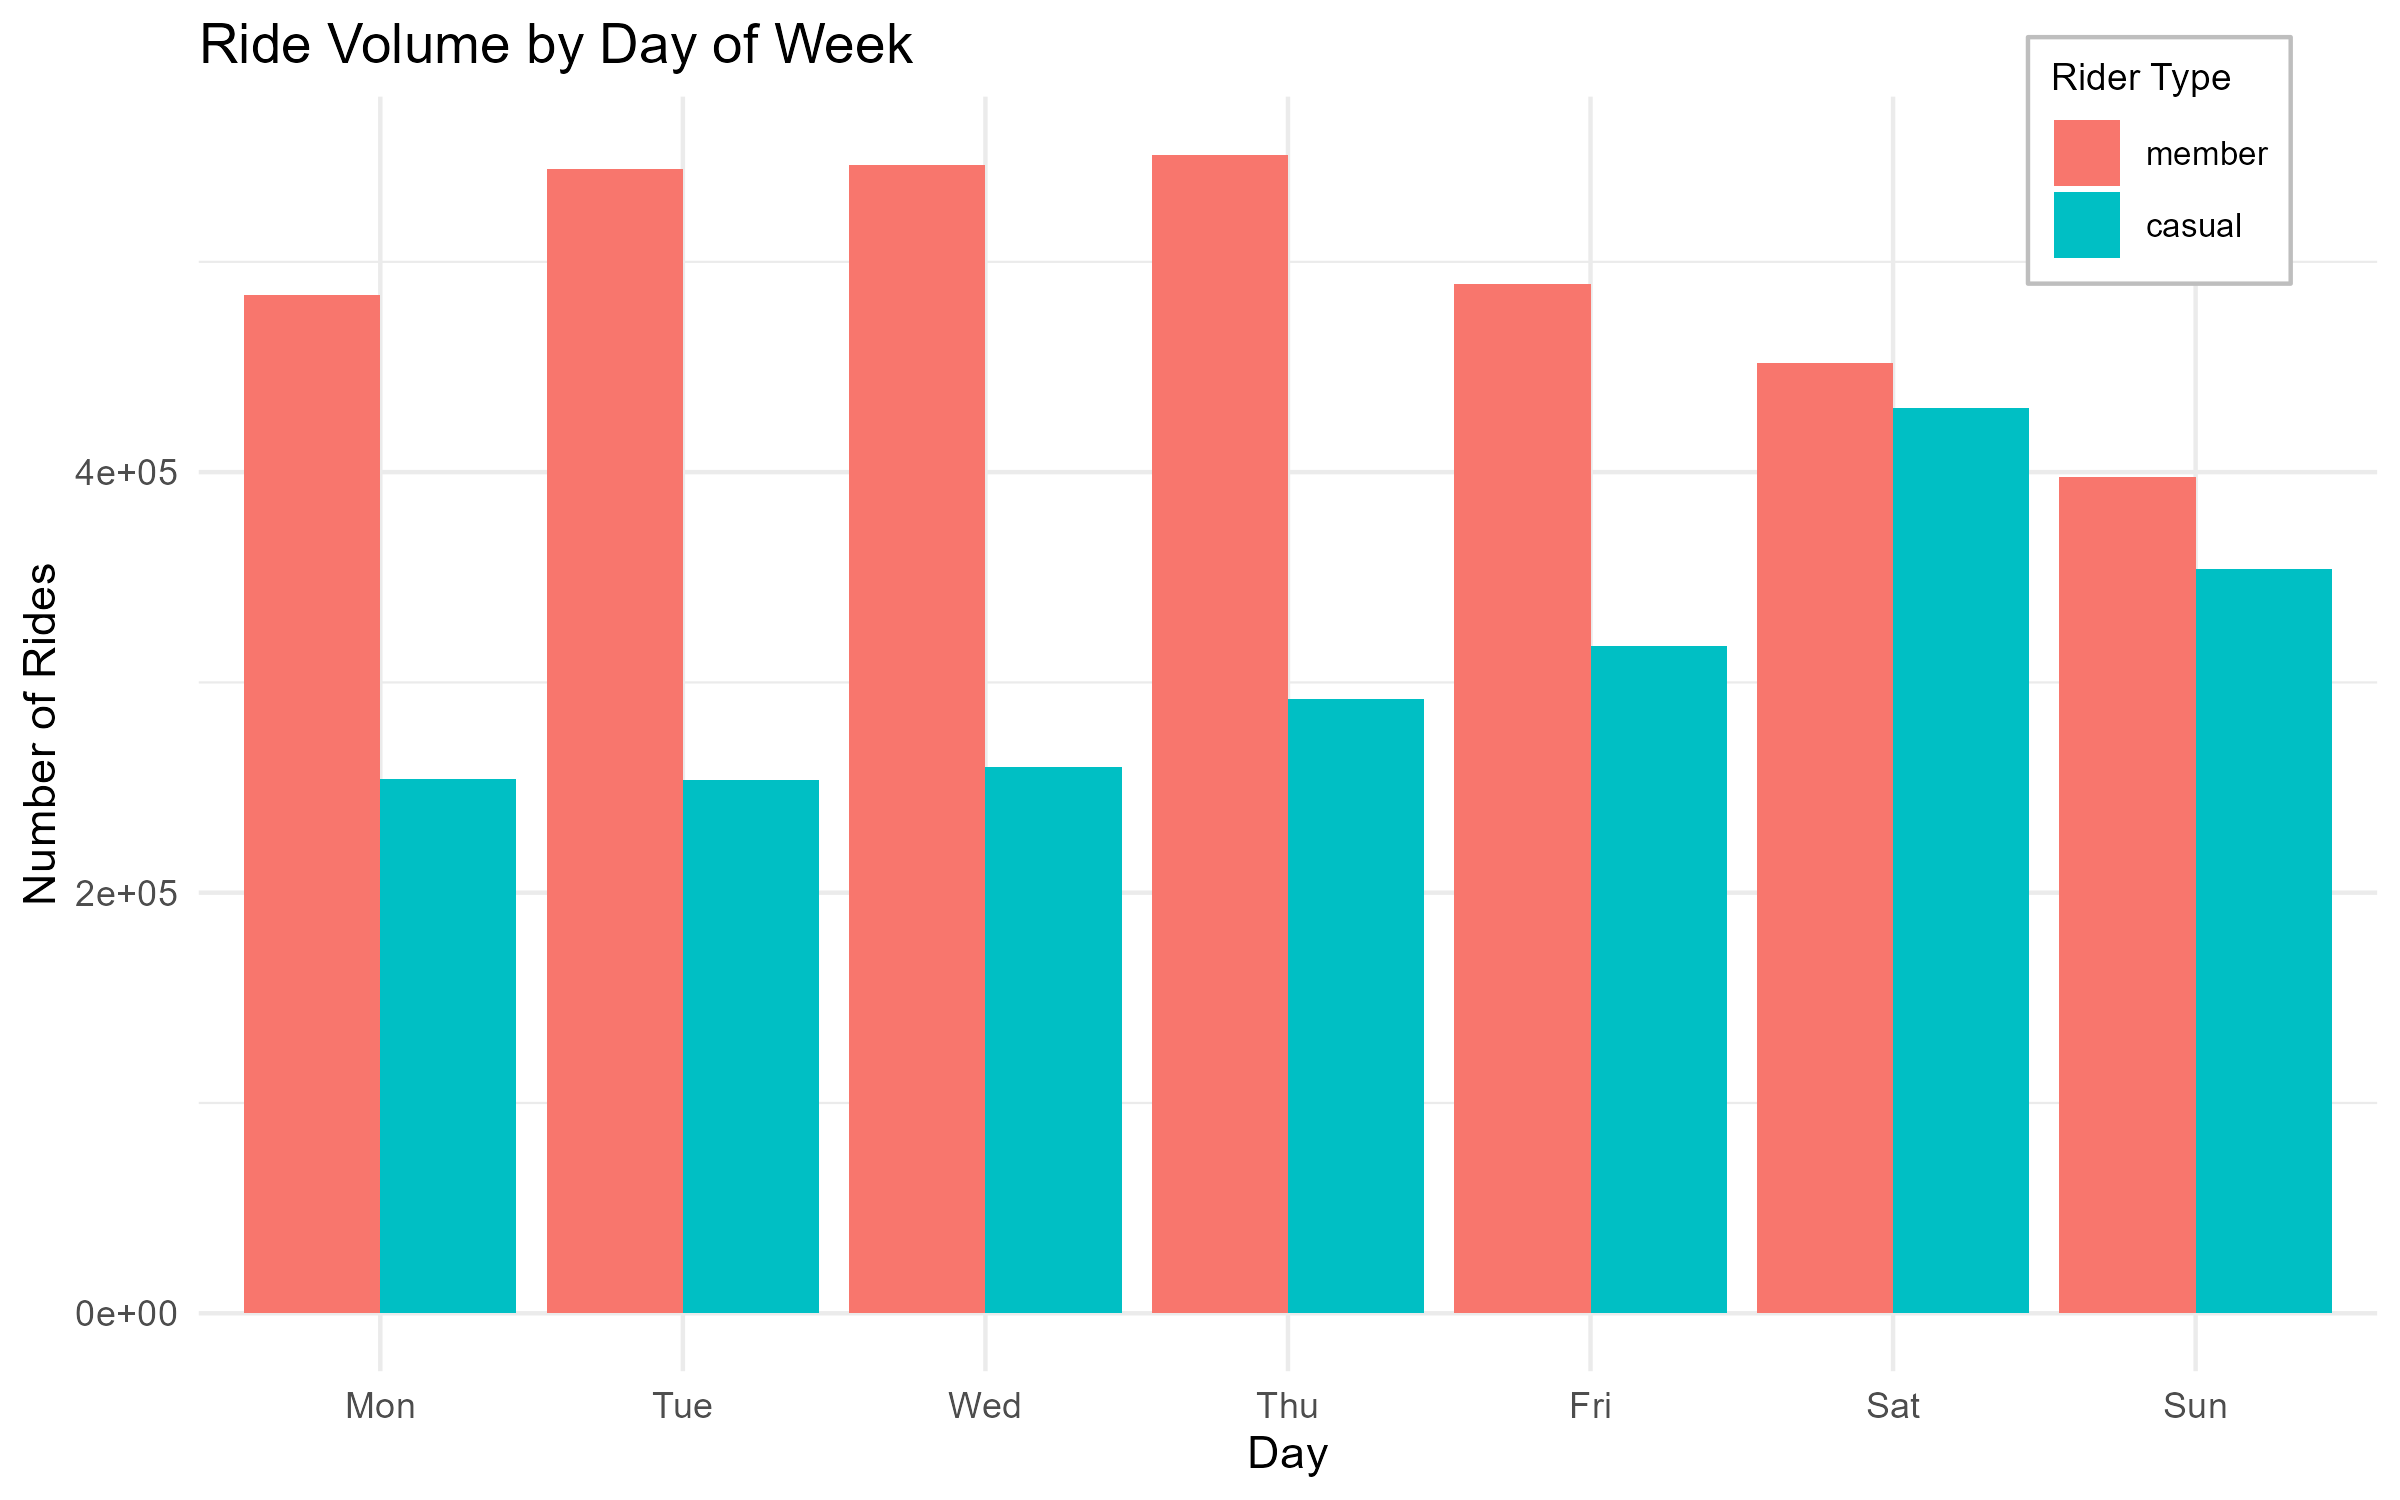 Ride Volume by Day of Week
Rider Type
member
casual
Number of Rides
4e+05
2e+05
0e+00
Mon Tue Wed Thu Fri Sat Sun
Day